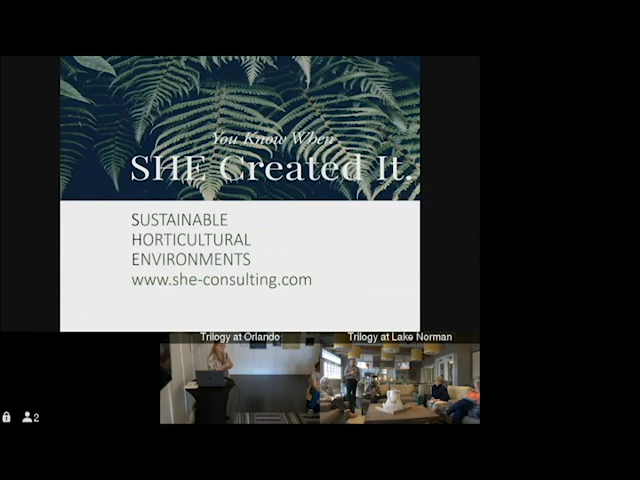 You Know When
SHE Created It.
SUSTAINABLE
HORTICULTURAL
ENVIRONMENTS
www.she-consulting.com
Trilogy at Orlando
Trilogy at Lake Norman
2